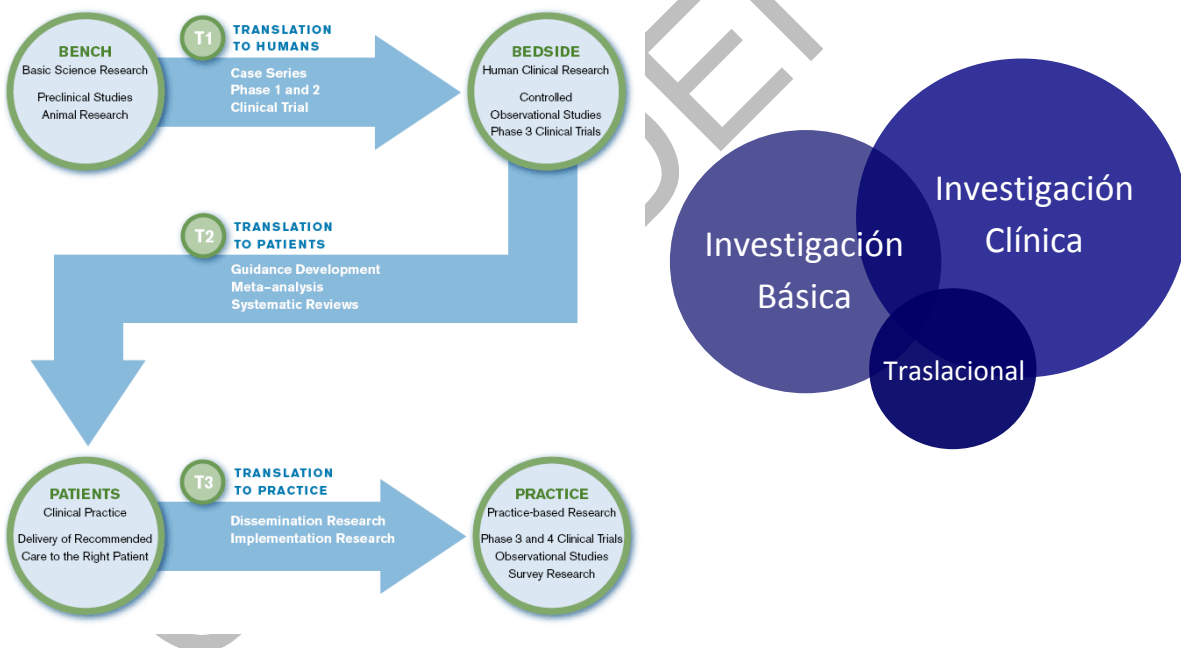 BENCH
Basic Science Research
Preclinical Studies
Animal Research
T1
TRANSLATION
TO HUMANS
Case Series
Phase 1 and 2
Clinical Trial
BEDSIDE
Human Clinical Research
Controlled
Observational Studies
Phase 3 Clinical Trials
T2
TRANSLATION
TO PATIENTS
Guidance Development
Meta-analysis
Systematic Reviews
PATIENTS
Clinical Practice
Delivery of Recommended
Care to the Right Patient
T3
TRANSLATION
TO PRACTICE
Dissemination Research
Implementation Research
PRACTICE
Practice-based Research
Phase 3 and 4 Clinical Trials
Observational Studies
Survey Research
Investigación
Básica
Investigación
Clínica
Traslacional